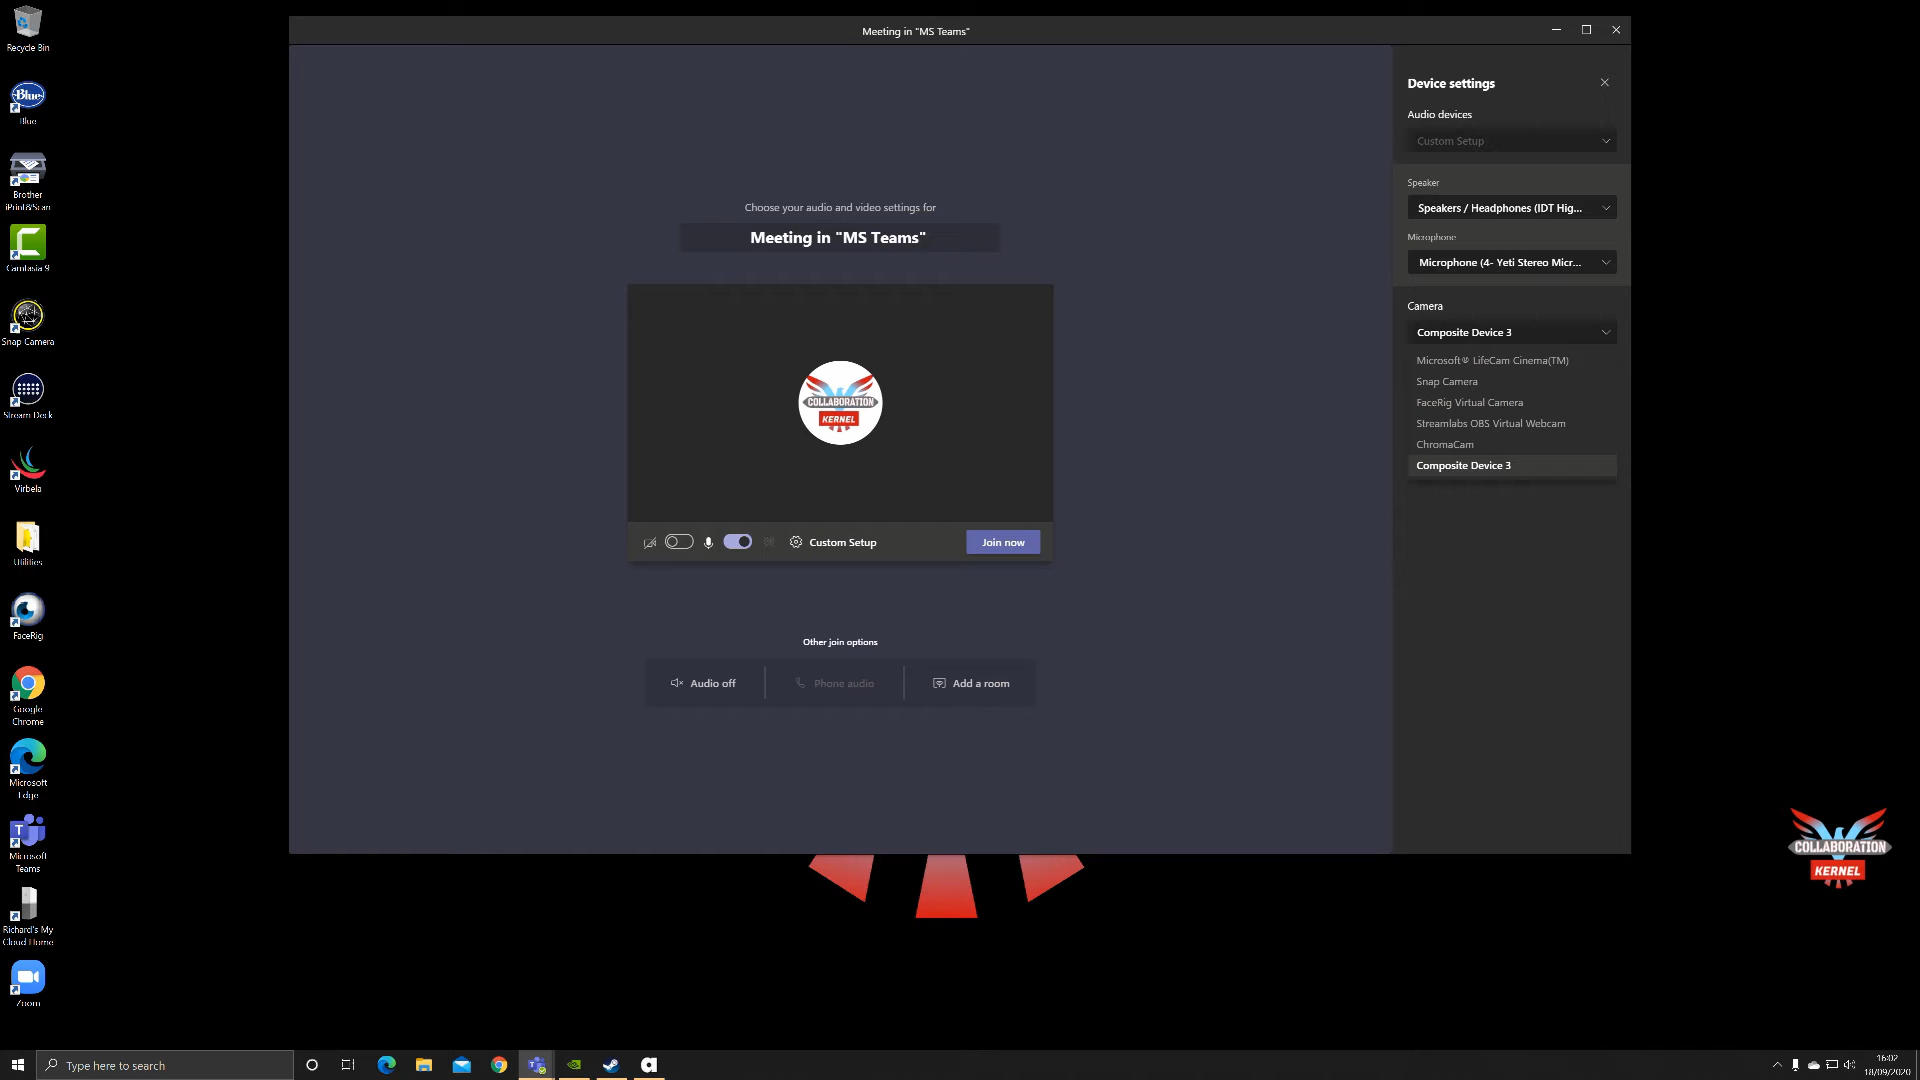 Recycle Bin
Blue
Blue
Brother
iPrint&Scan
Camtasia 9
Snap Camera
Stream Deck
Virbela
Utilities
FaceRig
Google
Chrome
Microsoft
Edge
T
Microsoft
Teams
Richard's My
Cloud Home
Zoom
Meeting in "MS Teams"
Choose your audio and video settings for
Meeting in "MS Teams"
COLLABORATION
KERNEL
Custom Setup
Join now
Other join options
Audio off
Phone audio
Add a room
Device settings
Audio devices
Custom Setup
Speaker
Speakers / Headphones (IDT Hig...
Microphone
Microphone (4- Yeti Stereo Micr...
Camera
Composite Device 3
Microsoft® LifeCam Cinema(TM)
Snap Camera
FaceRig Virtual Camera
Streamlabs OBS Virtual Webcam
ChromaCam
Composite Device 3
COLLABORATION
KERNEL
Type here to search
16:02
18/09/2020